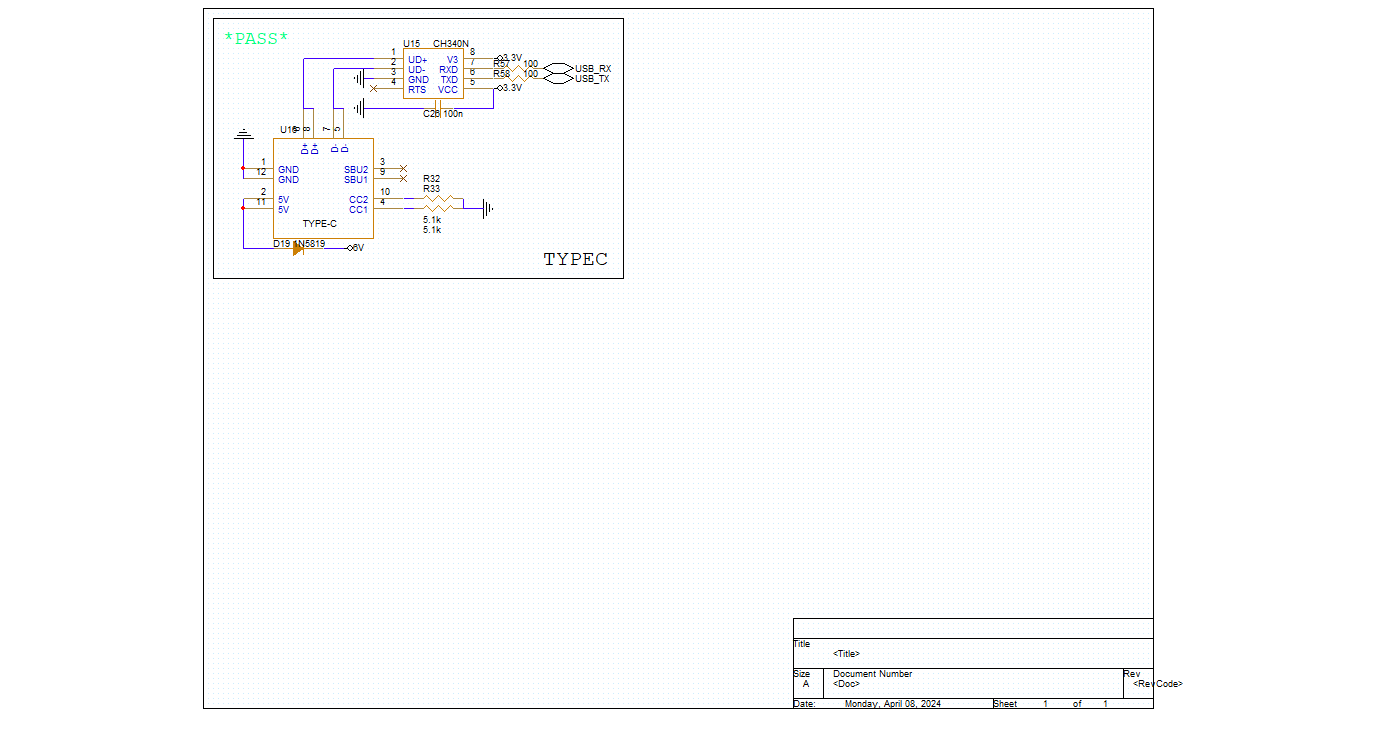 *PASS*
U15 CH340N
1 UD+ V3 8 3.3V
2 UD- RXD 7 R57 100 USB_RX
3 GND TXD 6 R58 100 USB_TX
4 RTS VCC 5 3.3V
C26 100n
U16 6 8 7 5
D+ D+ D- D-
1 GND SBU2 3
12 GND SBU1 9
R32
R33
2 5V CC2 10
11 5V CC1 4
5.1k
5.1k
TYPE-C
D19 1N5819 6V
TYPEC
Title
<Title>
Size Document Number Rev
A <Doc> <RevCode>
Date: Monday, April 08, 2024 Sheet 1 of 1